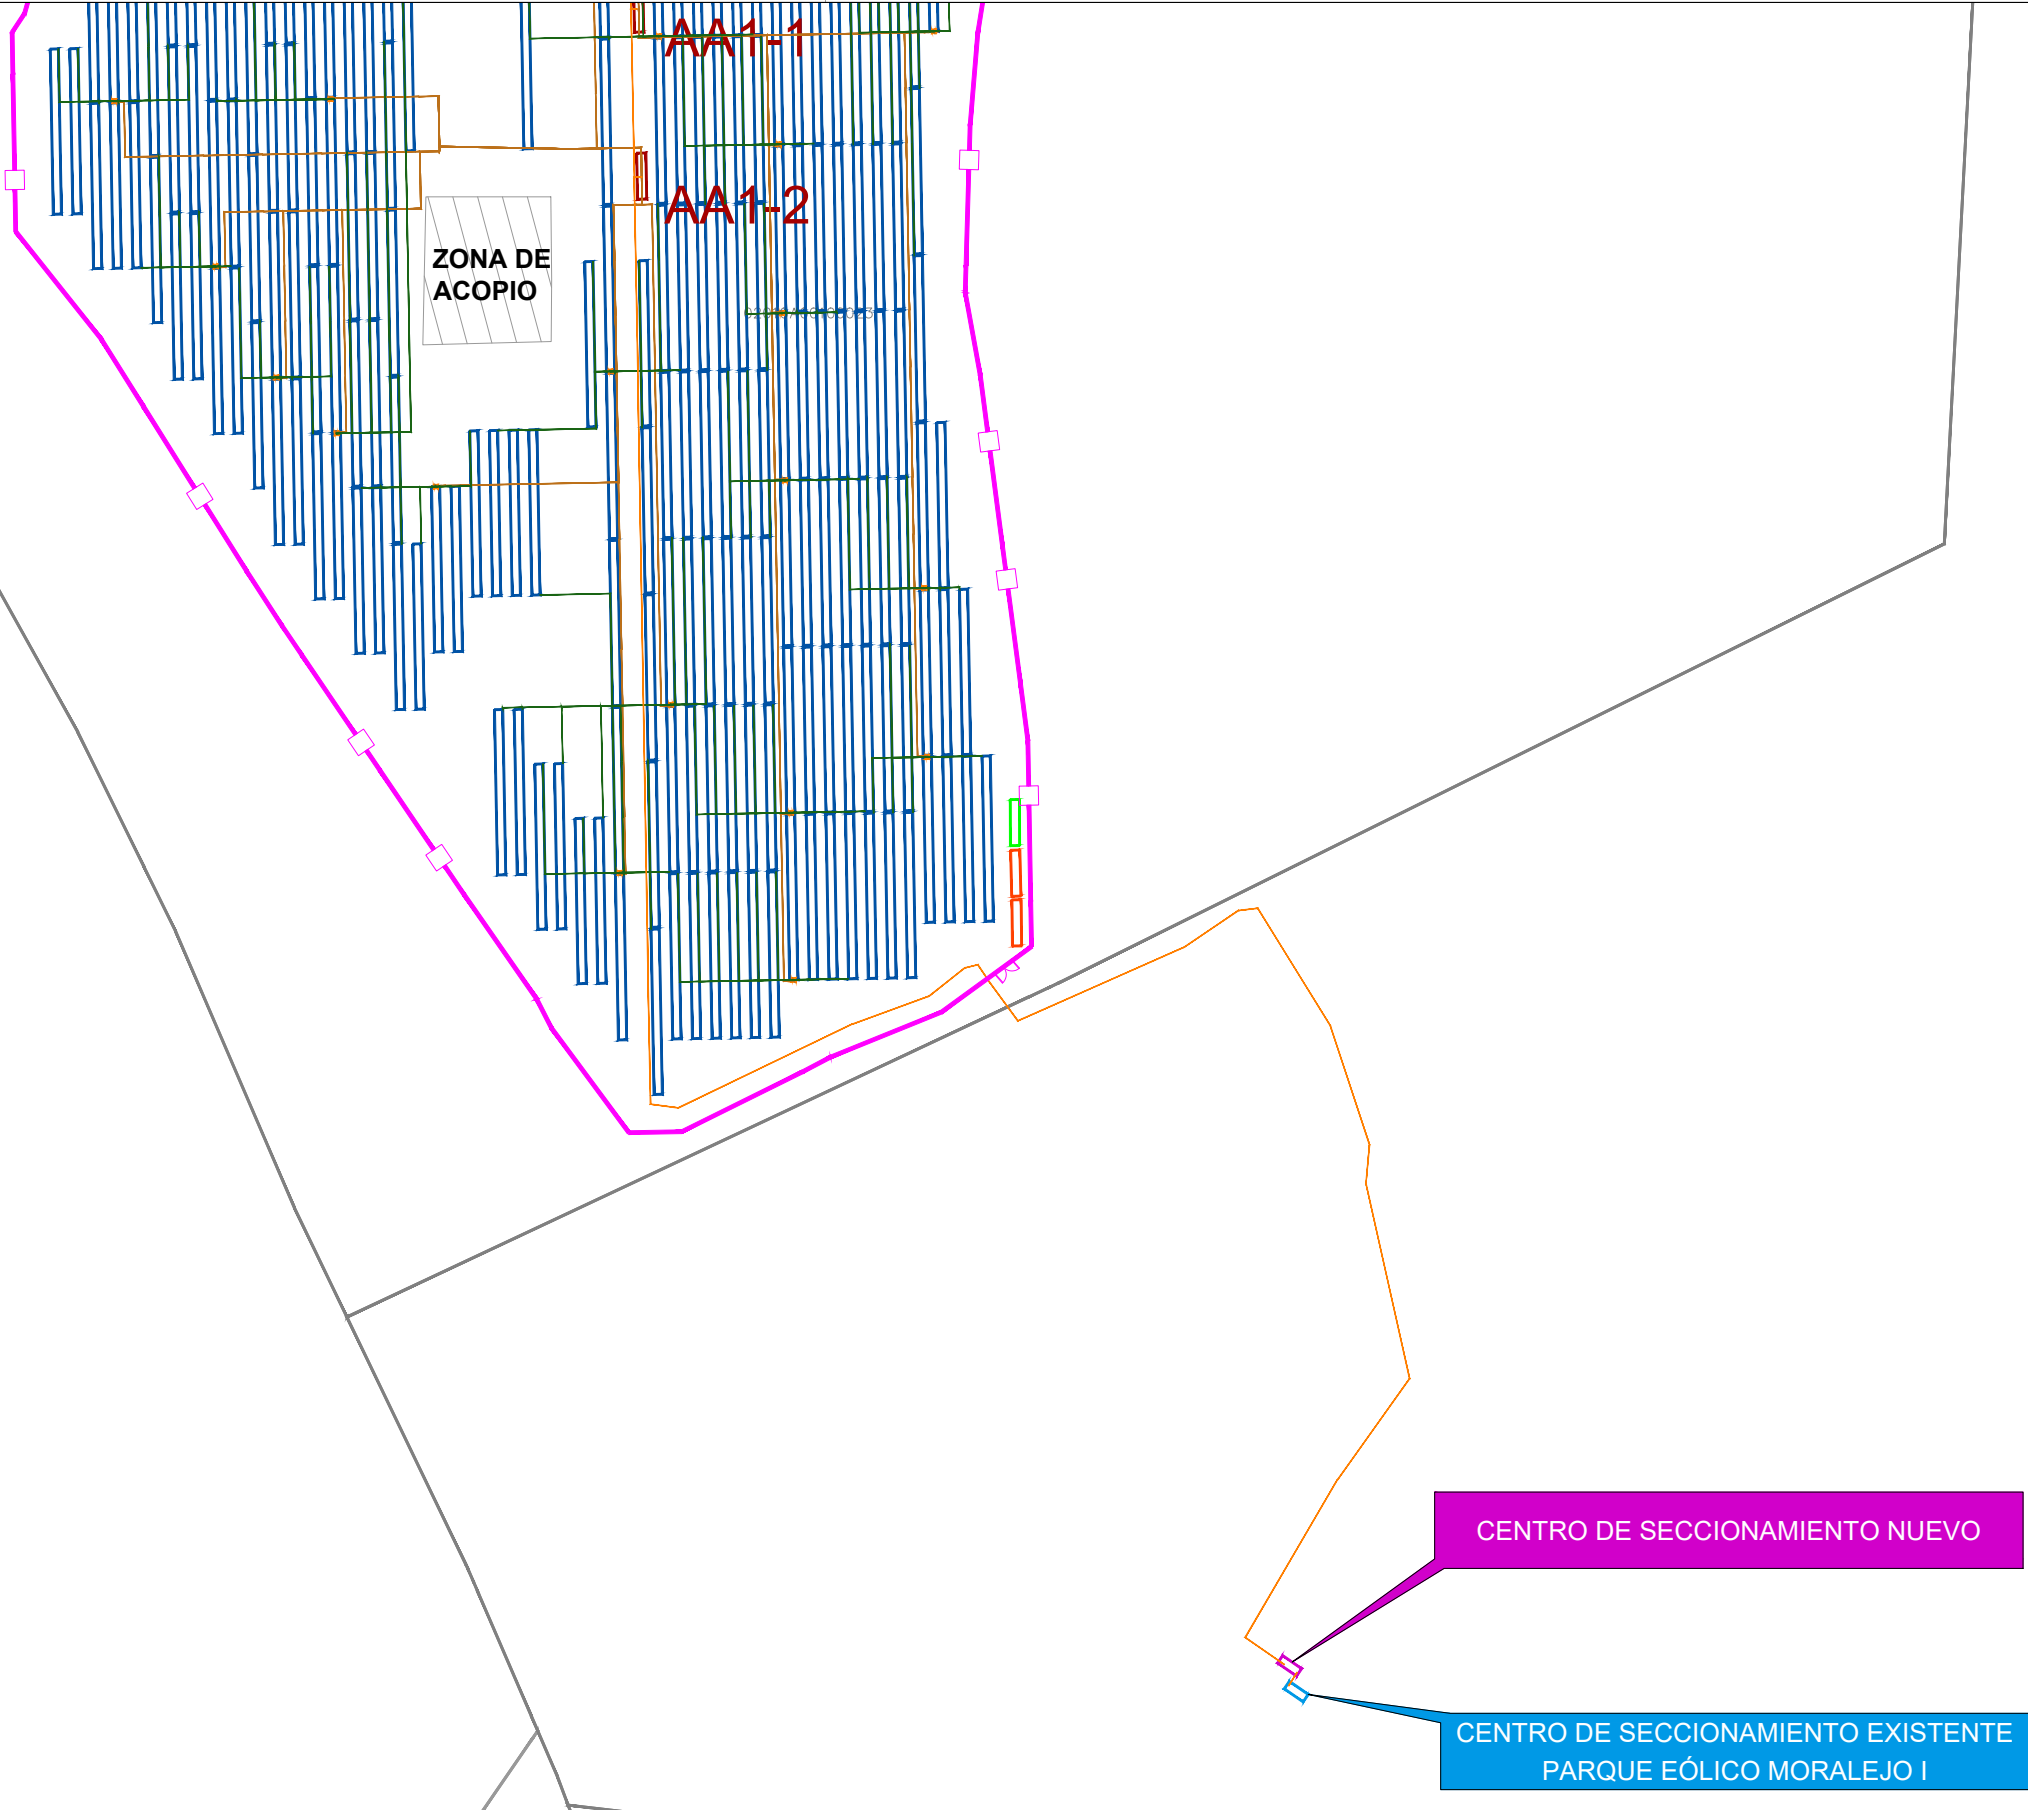 AA1-1
AA1-2
ZONA DE
ACOPIO
CENTRO DE SECCIONAMIENTO NUEVO
CENTRO DE SECCIONAMIENTO EXISTENTE
PARQUE EÓLICO MORALEJO I